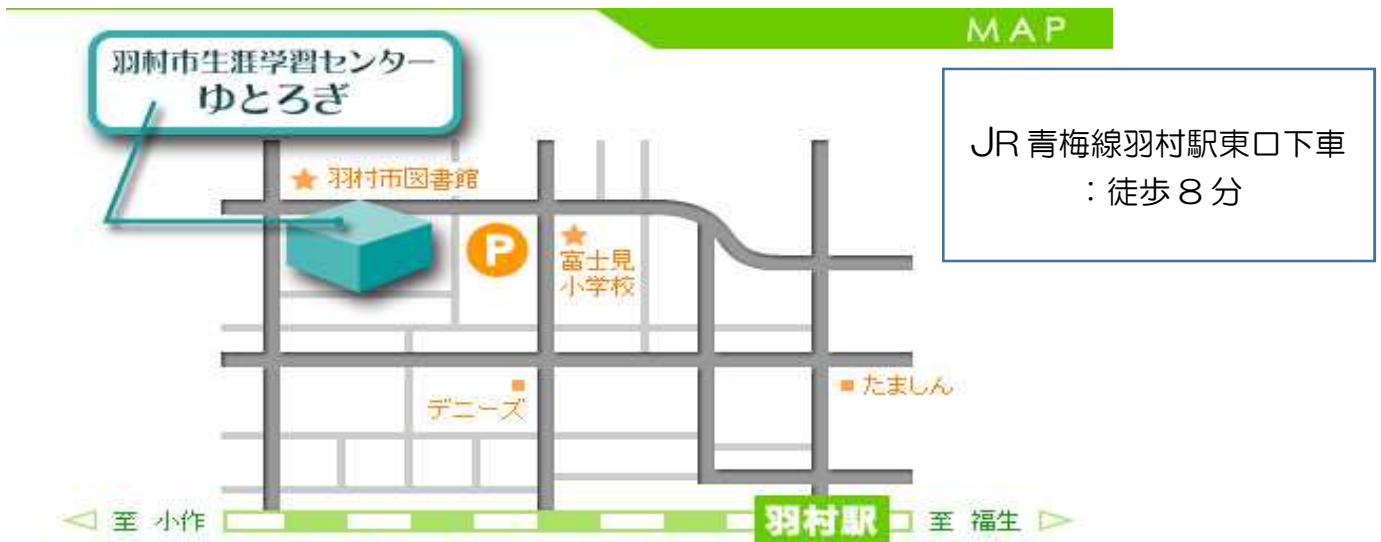 MAP
羽村市生涯学習センター
ゆとろぎ
JR青梅線羽村駅東口下車
：徒歩８分
羽村市図書館
P
富士見
小学校
デニーズ
たましん
至 小作
羽村駅
至 福生